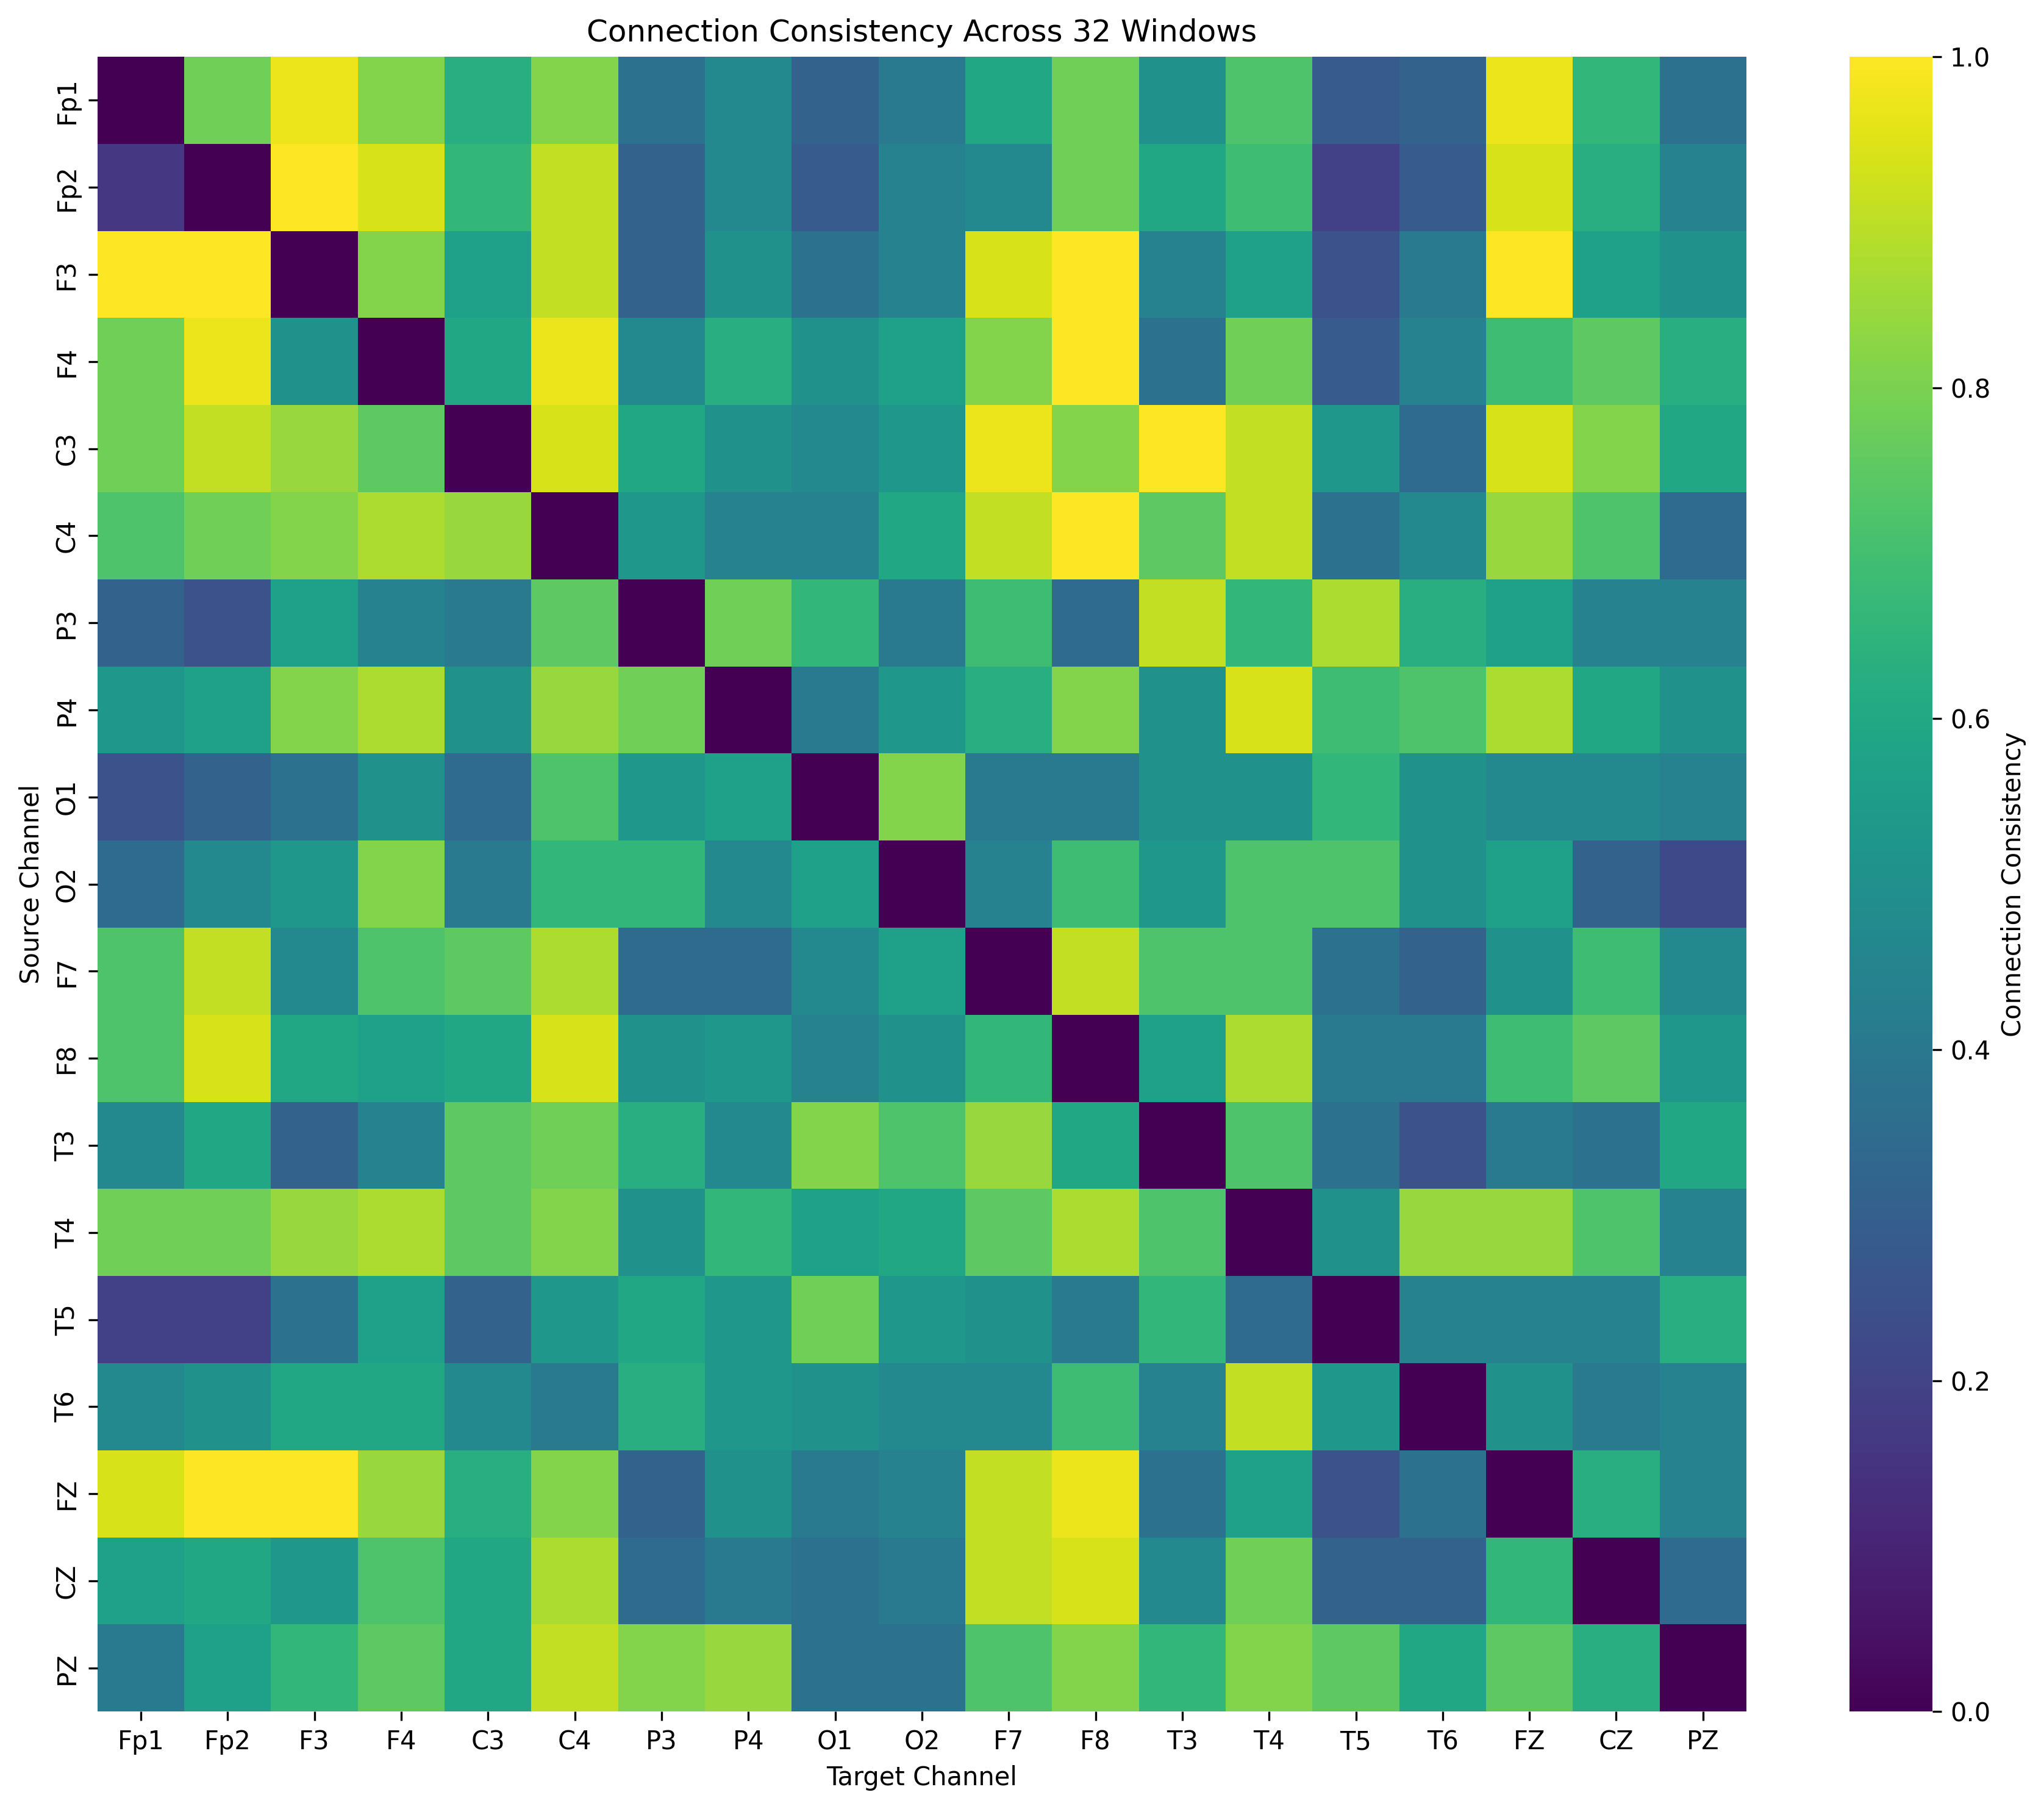 Connection Consistency Across 32 Windows
Source Channel
Fp1
Fp2
F3
F4
C3
C4
P3
P4
O1
O2
F7
F8
T3
T4
T5
T6
FZ
CZ
PZ
Fp1 Fp2 F3 F4 C3 C4 P3 P4 O1 O2 F7 F8 T3 T4 T5 T6 FZ CZ PZ
Target Channel
1.0
0.8
0.6
0.4
0.2
0.0
Connection Consistency